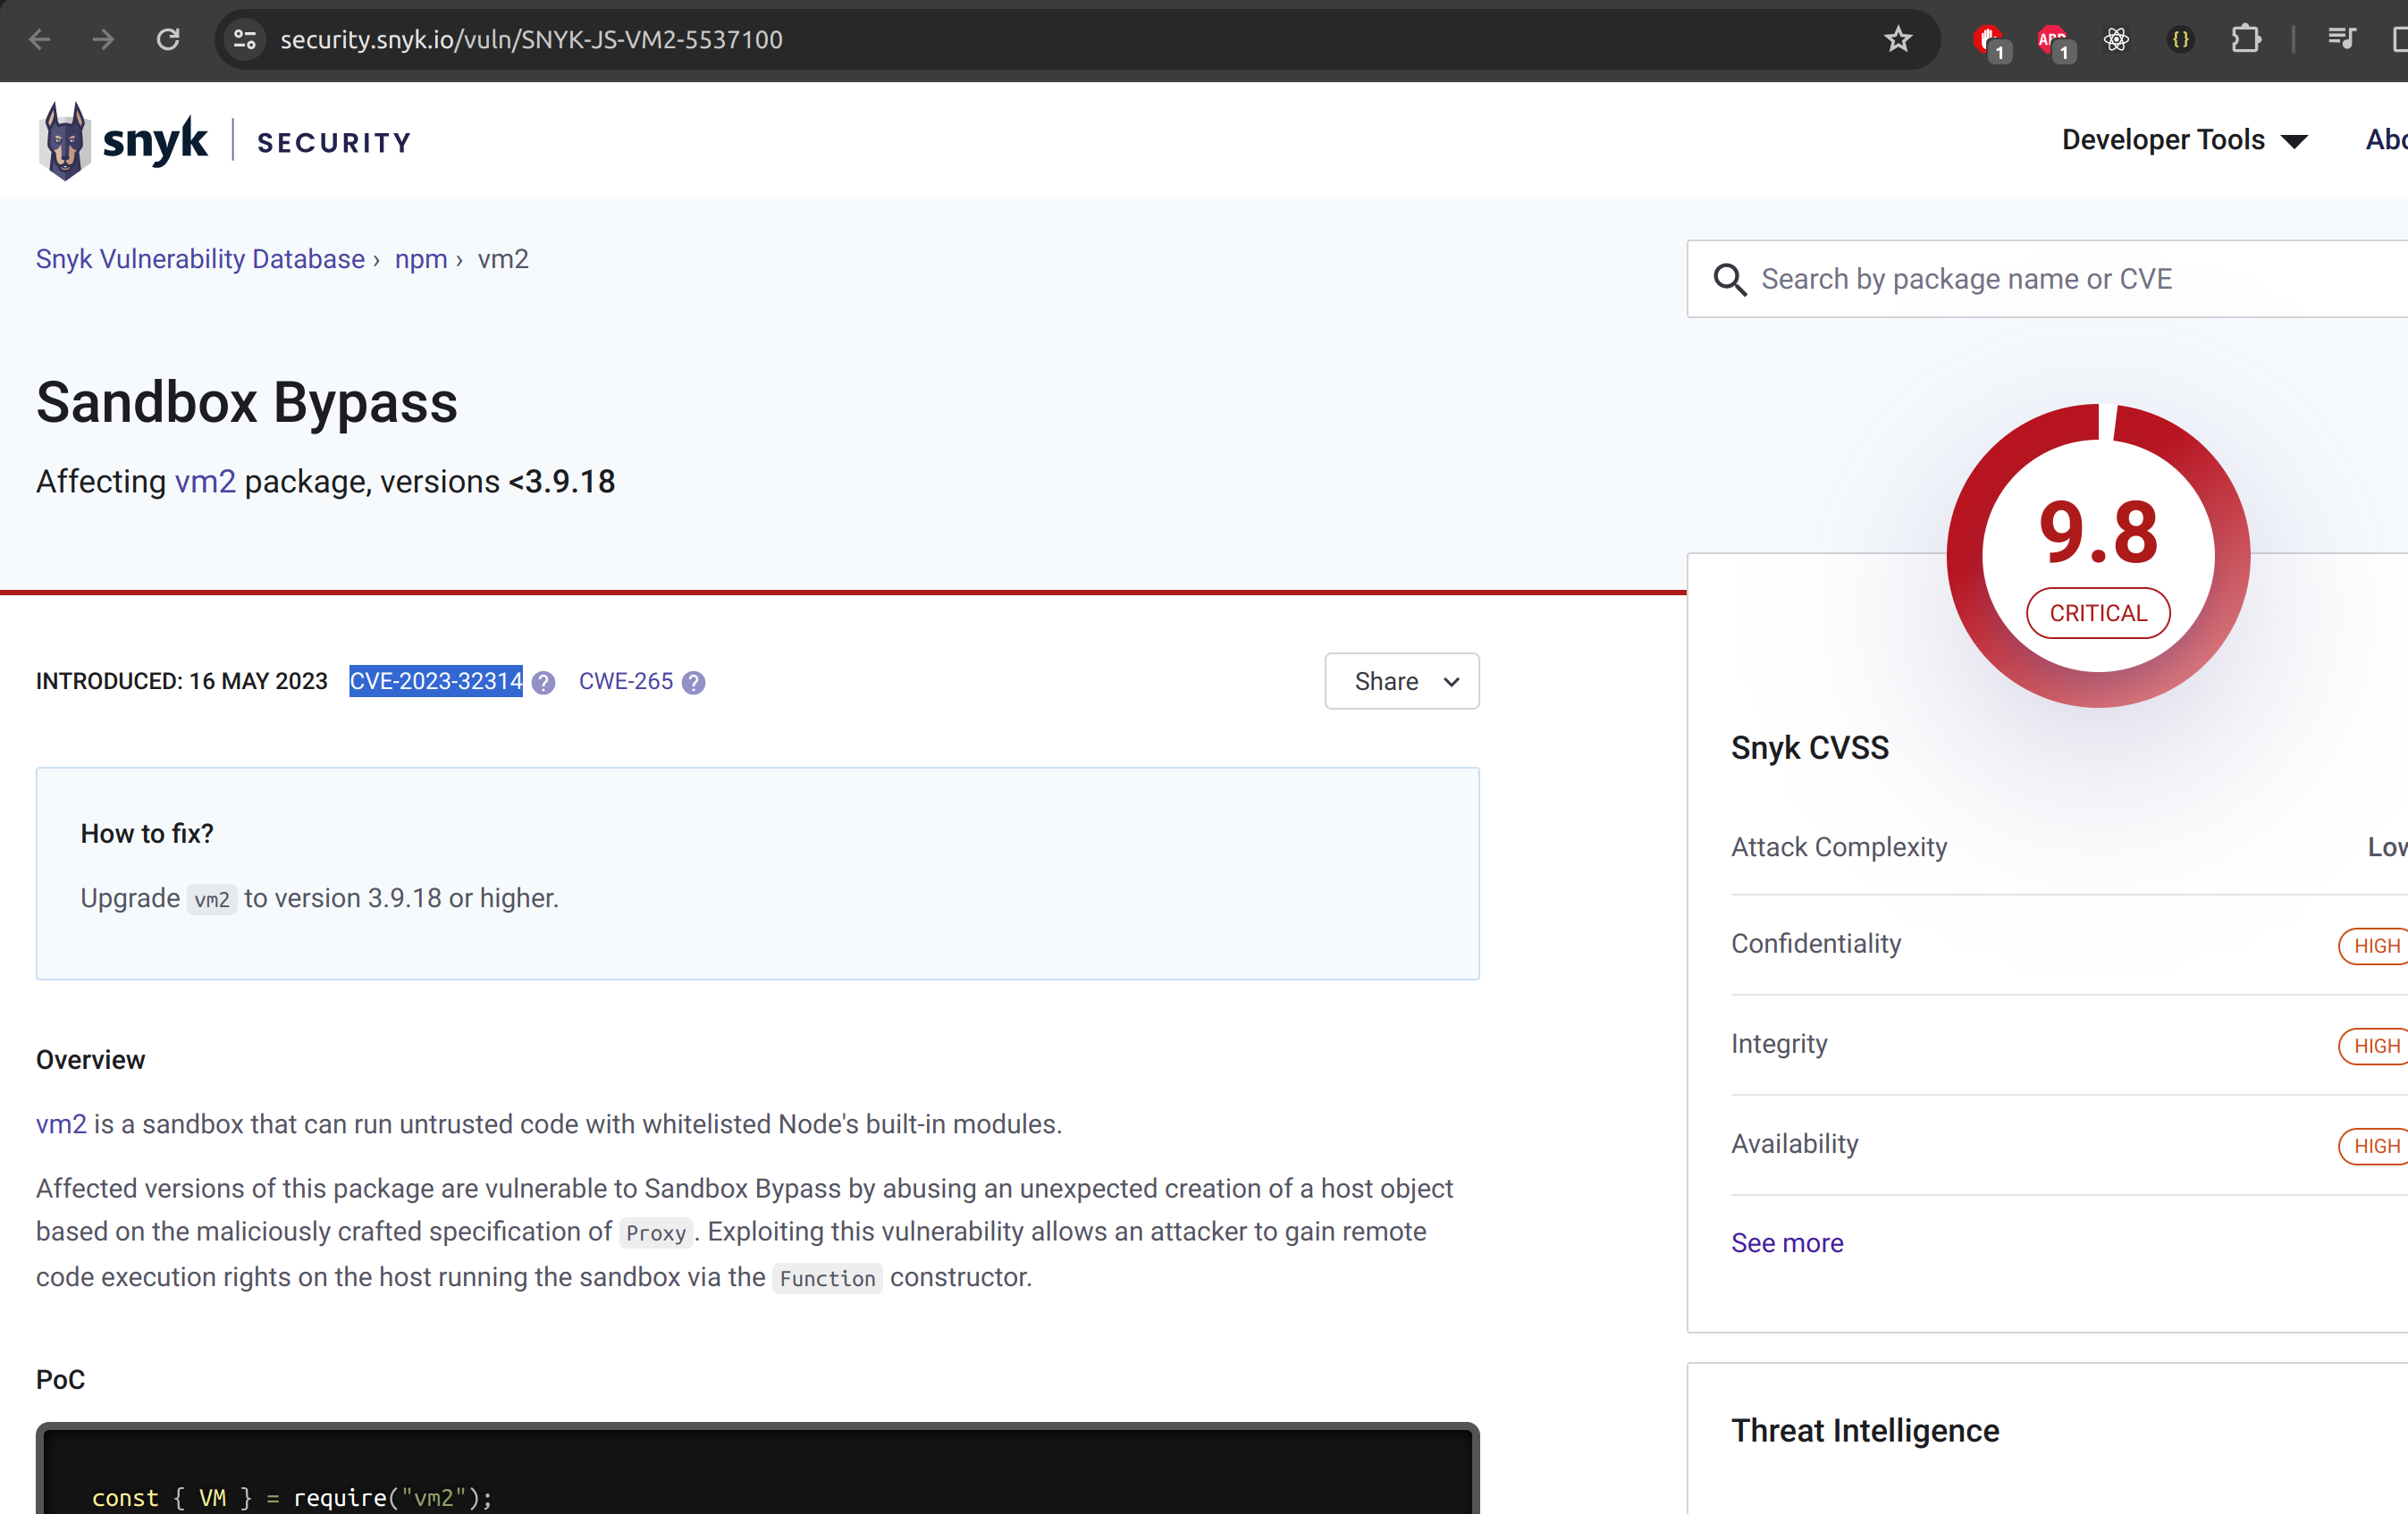 security.snyk.io/vuln/SNYK-JS-VM2-5537100
1
ABP
1
{}
snyk | SECURITY
Developer Tools
Abo
Snyk Vulnerability Database › npm › vm2
Search by package name or CVE
Sandbox Bypass
Affecting vm2 package, versions <3.9.18
9.8
CRITICAL
INTRODUCED: 16 MAY 2023 CVE-2023-32314 ? CWE-265 ?
Share
How to fix?
Upgrade vm2 to version 3.9.18 or higher.
Overview
vm2 is a sandbox that can run untrusted code with whitelisted Node's built-in modules.
Affected versions of this package are vulnerable to Sandbox Bypass by abusing an unexpected creation of a host object
based on the maliciously crafted specification of Proxy. Exploiting this vulnerability allows an attacker to gain remote
code execution rights on the host running the sandbox via the Function constructor.
PoC
const { VM } = require("vm2");
Snyk CVSS
Attack Complexity Low
Confidentiality HIGH
Integrity HIGH
Availability HIGH
See more
Threat Intelligence